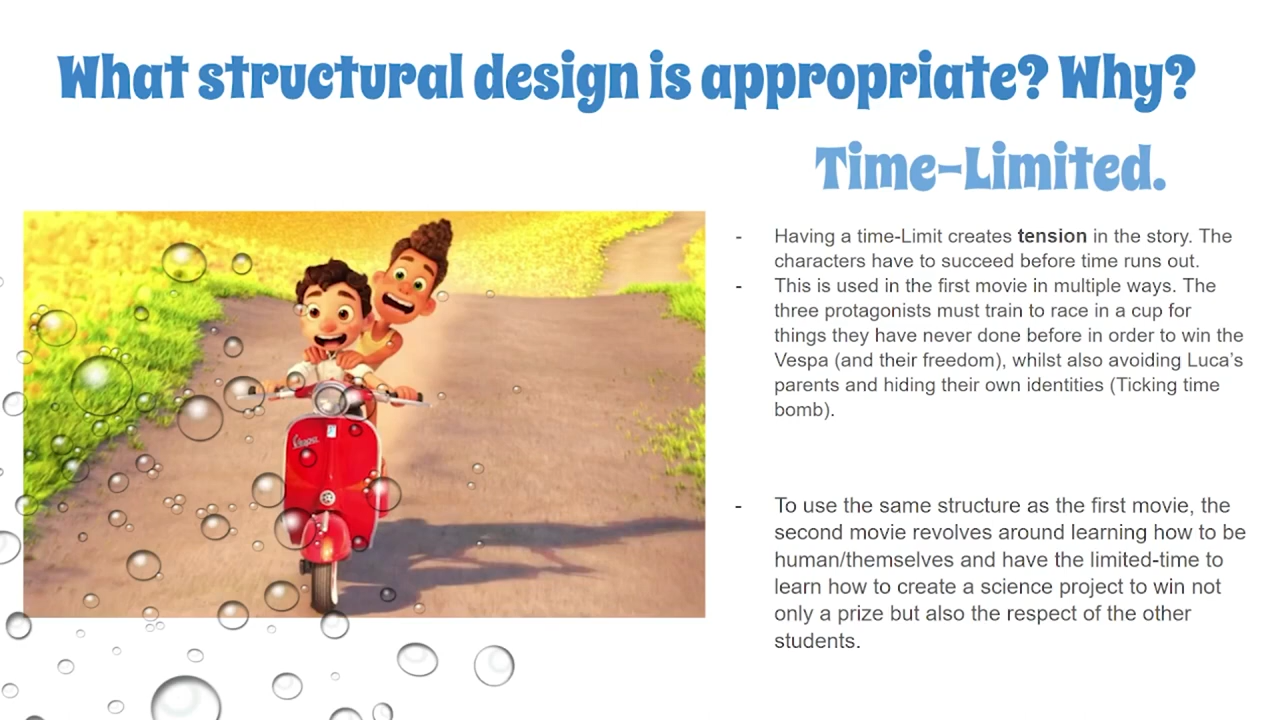 What structural design is appropriate? Why?
Time-Limited.
- Having a time-Limit creates tension in the story. The
characters have to succeed before time runs out.
- This is used in the first movie in multiple ways. The
three protagonists must train to race in a cup for
things they have never done before in order to win the
Vespa (and their freedom), whilst also avoiding Luca's
parents and hiding their own identities (Ticking time
bomb).
Vespa
- To use the same structure as the first movie, the
second movie revolves around learning how to be
human/themselves and have the limited-time to
learn how to create a science project to win not
only a prize but also the respect of the other
students.